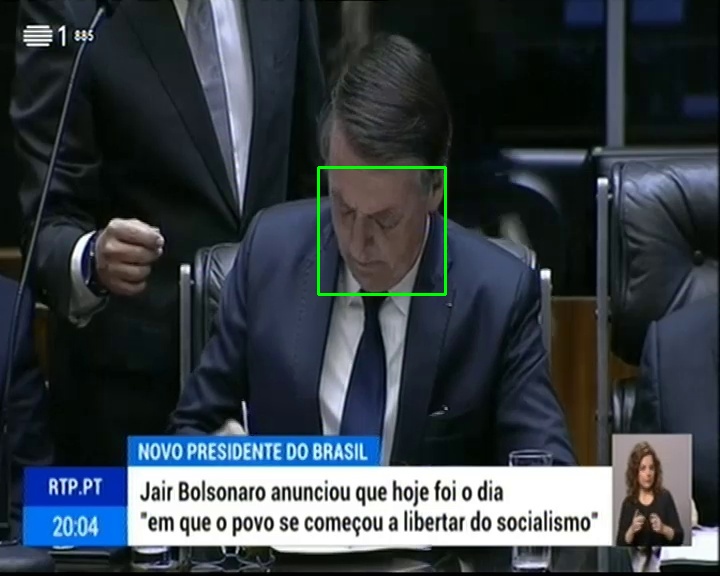 1 885
NOVO PRESIDENTE DO BRASIL
RTP.PT
Jair Bolsonaro anunciou que hoje foi o dia
20:04
"em que o povo se começou a libertar do socialismo"